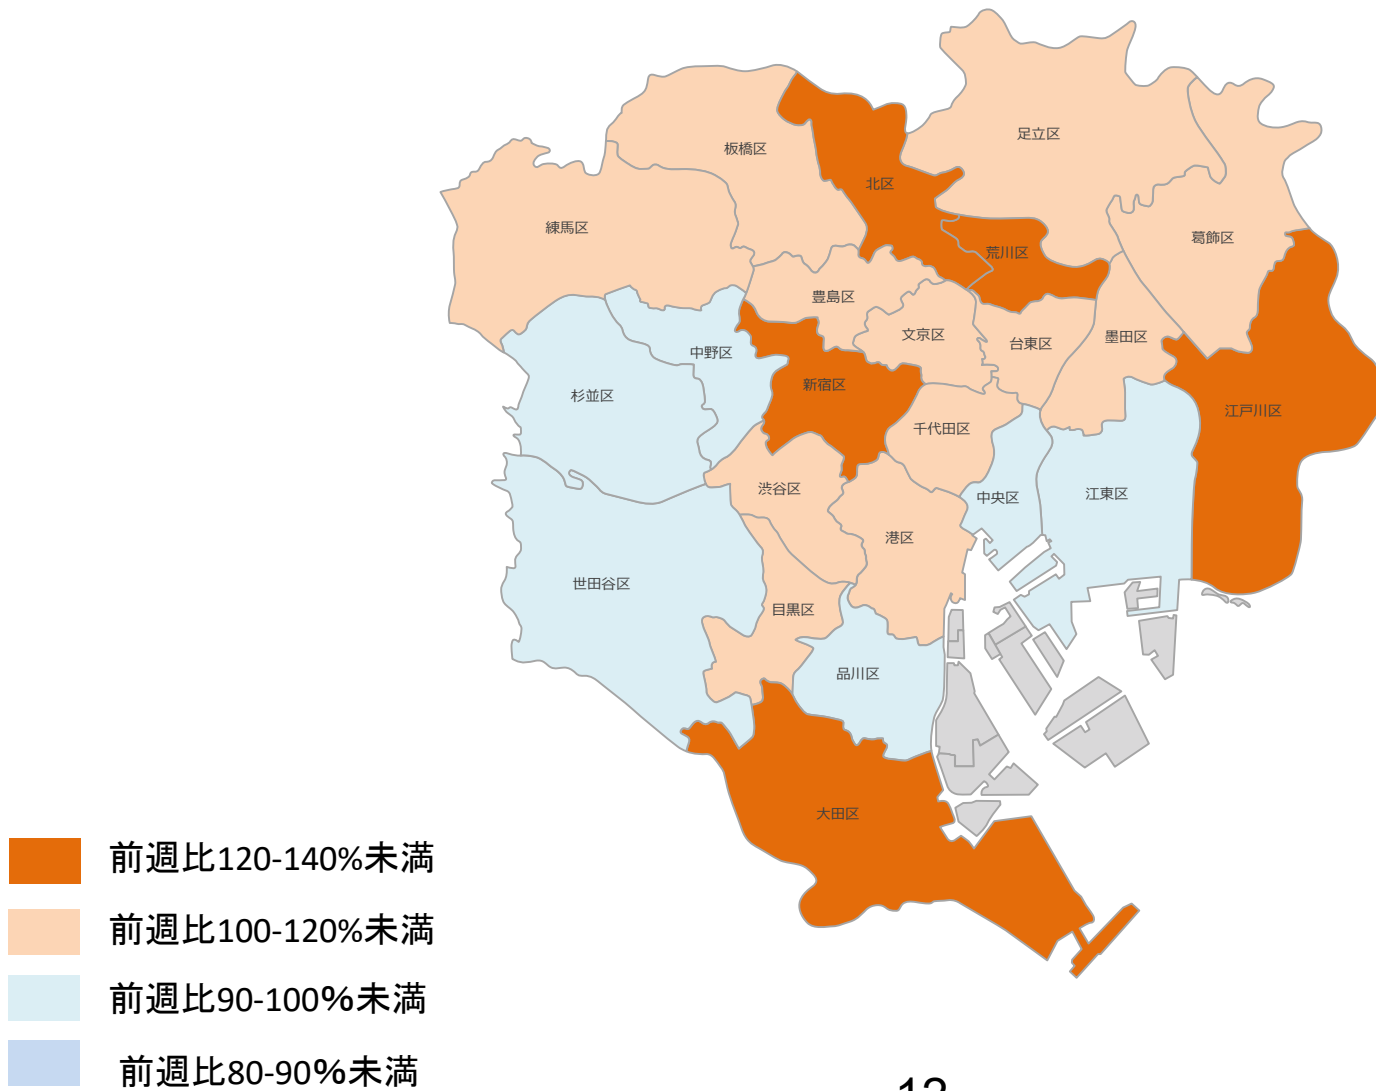 足立区
板橋区
北区
練馬区
葛飾区
荒川区
豊島区
文京区
台東区
墨田区
中野区
新宿区
杉並区
江戸川区
千代田区
渋谷区
中央区
江東区
港区
世田谷区
目黒区
品川区
大田区
前週比120-140%未満
前週比100-120%未満
前週比90-100%未満
前週比80-90%未満